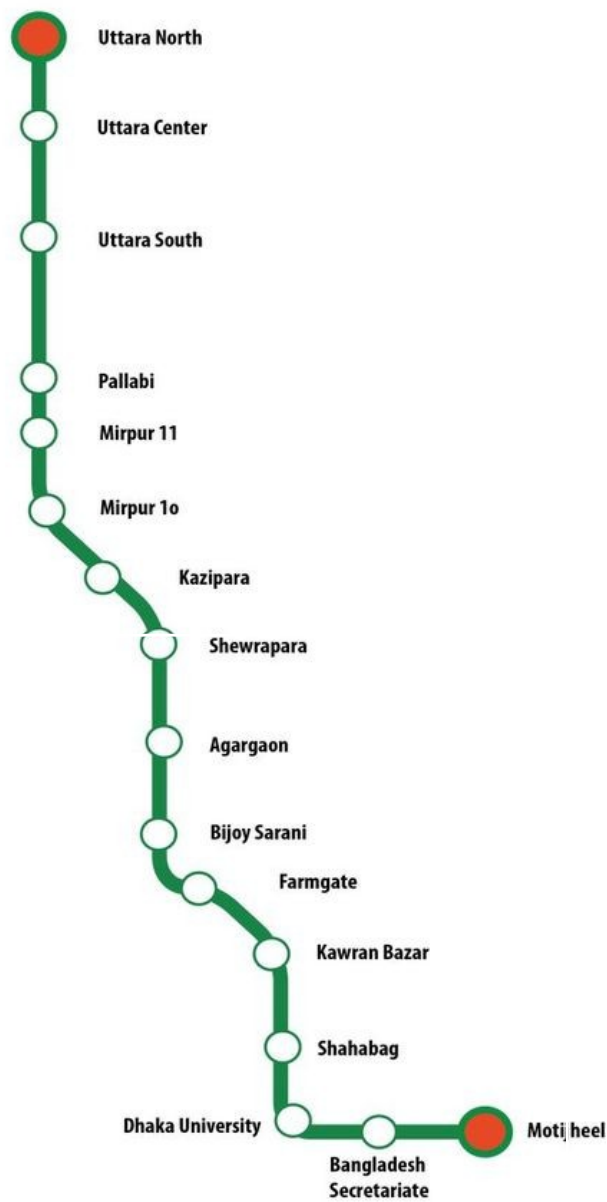 Uttara North
Uttara Center
Uttara South
Pallabi
Mirpur 11
Mirpur 1o
Kazipara
Shewrapara
Agargaon
Bijoy Sarani
Farmgate
Kawran Bazar
Shahabag
Dhaka University
Motijheel
Bangladesh
Secretariate